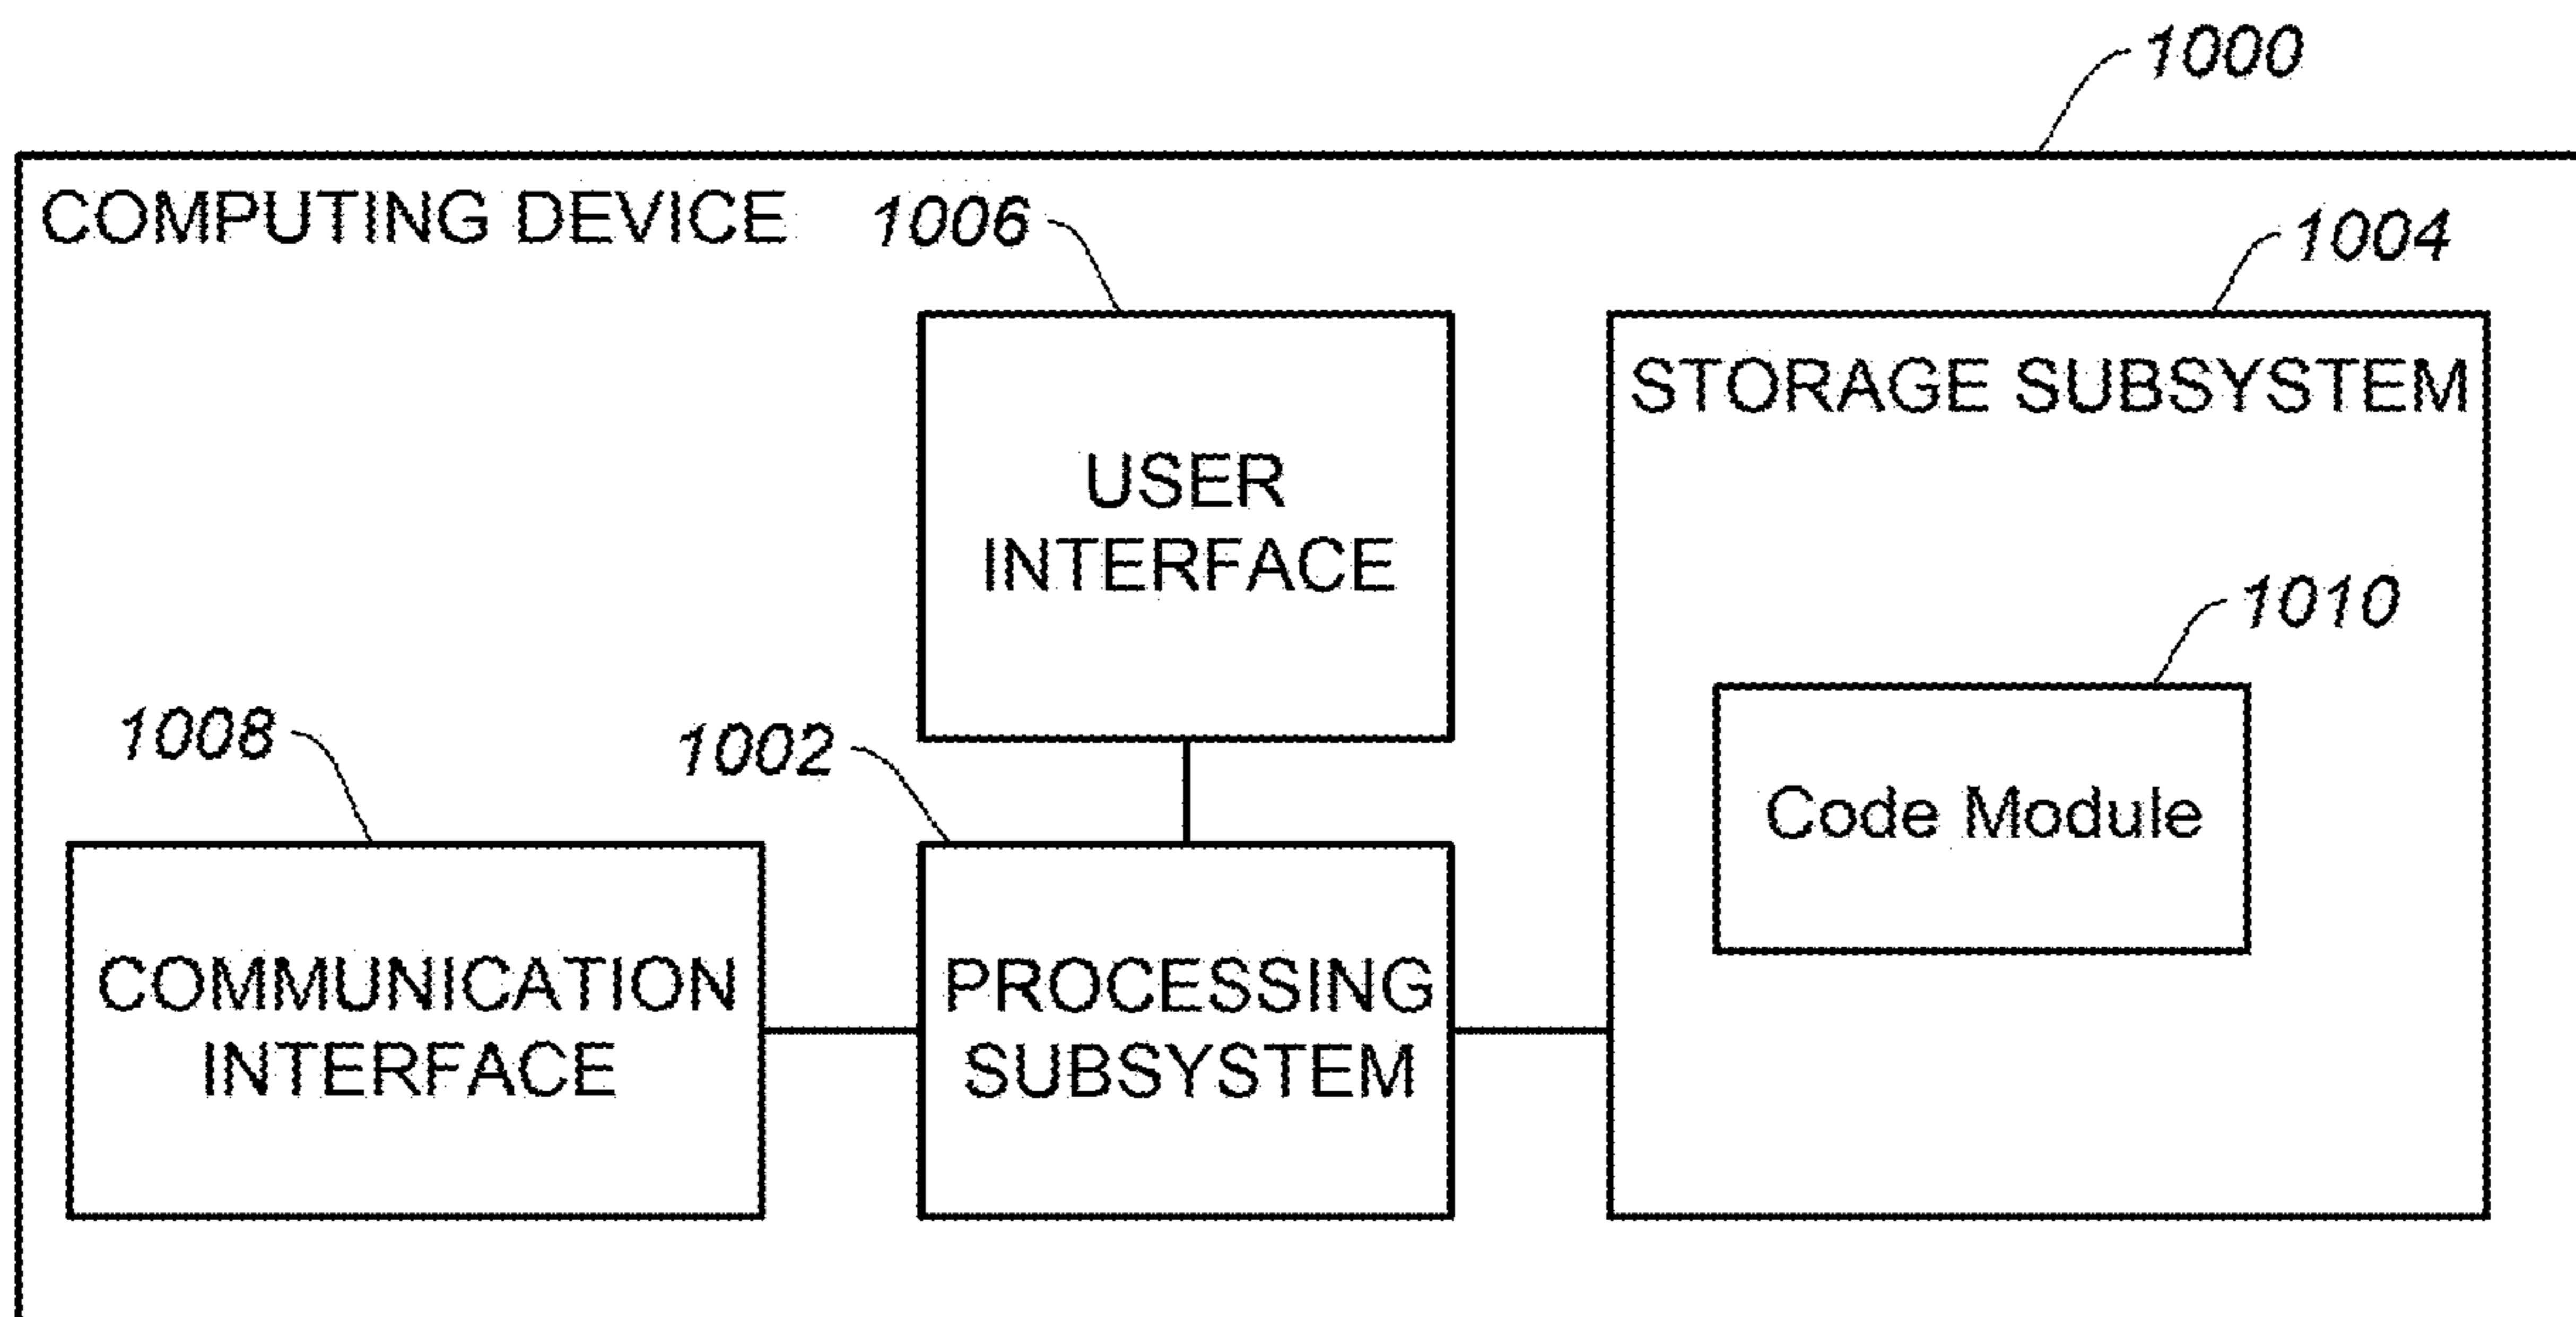 1000
COMPUTING DEVICE
1006
1004
STORAGE SUBSYSTEM
USER
INTERFACE
1010
1008
1002
Code Module
COMMUNICATION
INTERFACE
PROCESSING
SUBSYSTEM